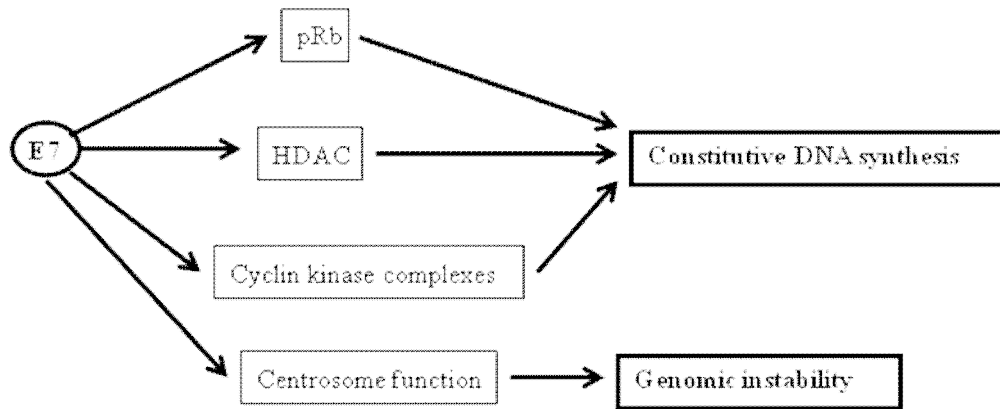 pRb
E7
HDAC
Constitutive DNA synthesis
Cyclin kinase complexes
Centrosome function
Genomic instability